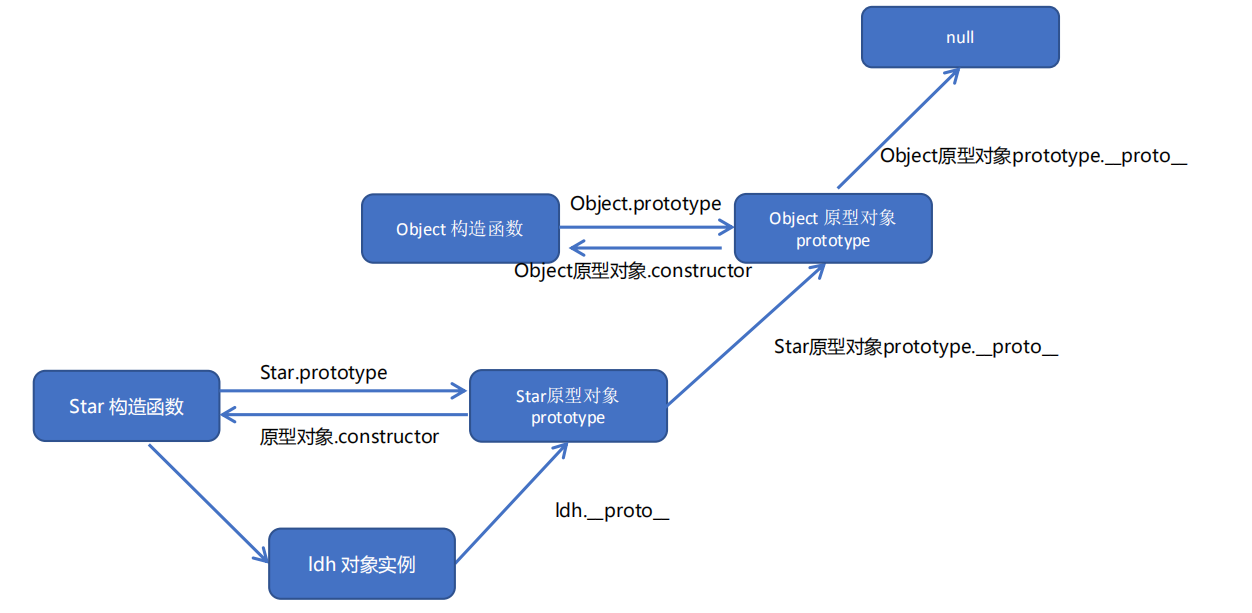 null
Object原型对象prototype.__proto__
Object.prototype
Object 构造函数
Object 原型对象
prototype
Object原型对象.constructor
Star原型对象prototype.__proto__
Star.prototype
Star 构造函数
Star原型对象
prototype
原型对象.constructor
ldh.__proto__
ldh 对象实例